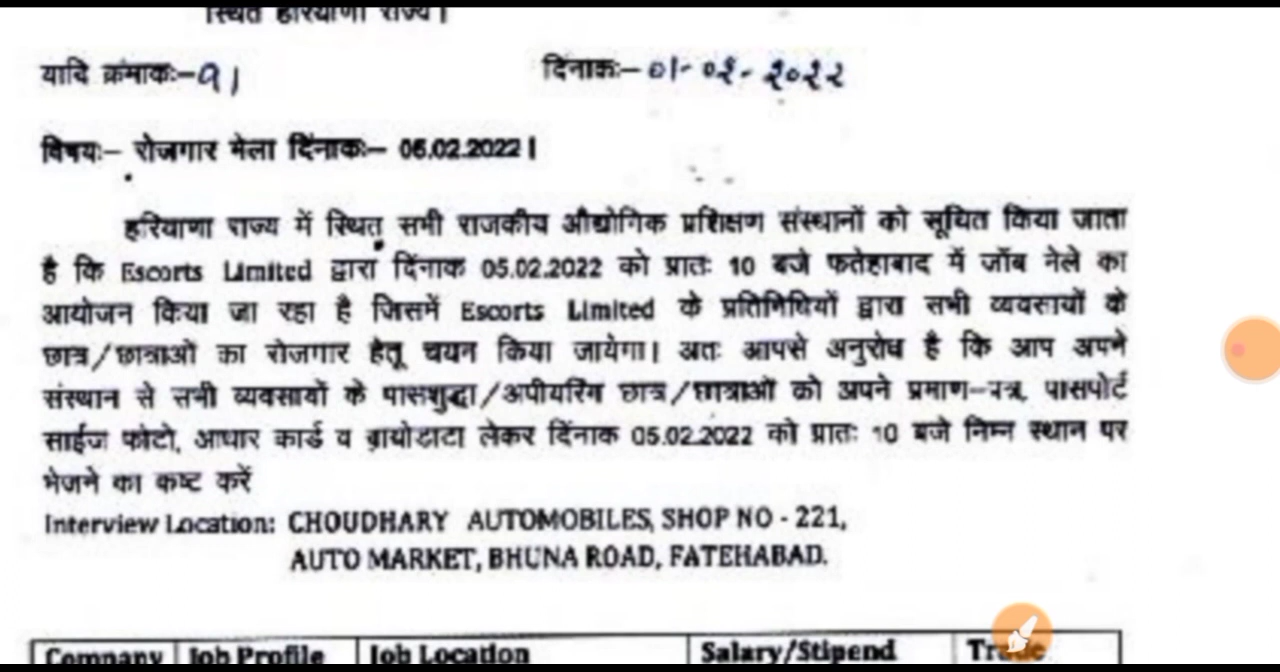 स्थित हरियाणा राज्य।
यादि क्रमांकः–91 दिनाकः–01-02-2022
विषयः– रोजगार मेला दिंनाकः– 05.02.2022।
हरियाणा राज्य में स्थित सभी राजकीय औद्योगिक प्रशिक्षण संस्थानों को सूचित किया जाता
है कि Escorts Limited द्वारा दिंनाक 05.02.2022 को प्रातः 10 बजे फतेहाबाद में जॉब मेले का
आयोजन किया जा रहा है जिसमें Escorts Limited के प्रतिनिधियों द्वारा सभी व्यवसायों के
छात्र/छात्राओं का रोजगार हेतू चयन किया जायेगा। अतः आपसे अनुरोध है कि आप अपने
संस्थान से सभी व्यवसायों के पासशुद्धा/अपीयरिंग छात्र/छात्राओं को अपने प्रमाण–पत्र, पासपोर्ट
साईज फोटो, आधार कार्ड व बायोडाटा लेकर दिंनाक 05.02.2022 को प्रातः 10 बजे निम्न स्थान पर
भेजने का कष्ट करें
Interview Location: CHOUDHARY AUTOMOBILES, SHOP NO - 221,
AUTO MARKET, BHUNA ROAD, FATEHABAD.
Company Job Profile Job Location Salary/Stipend Trade